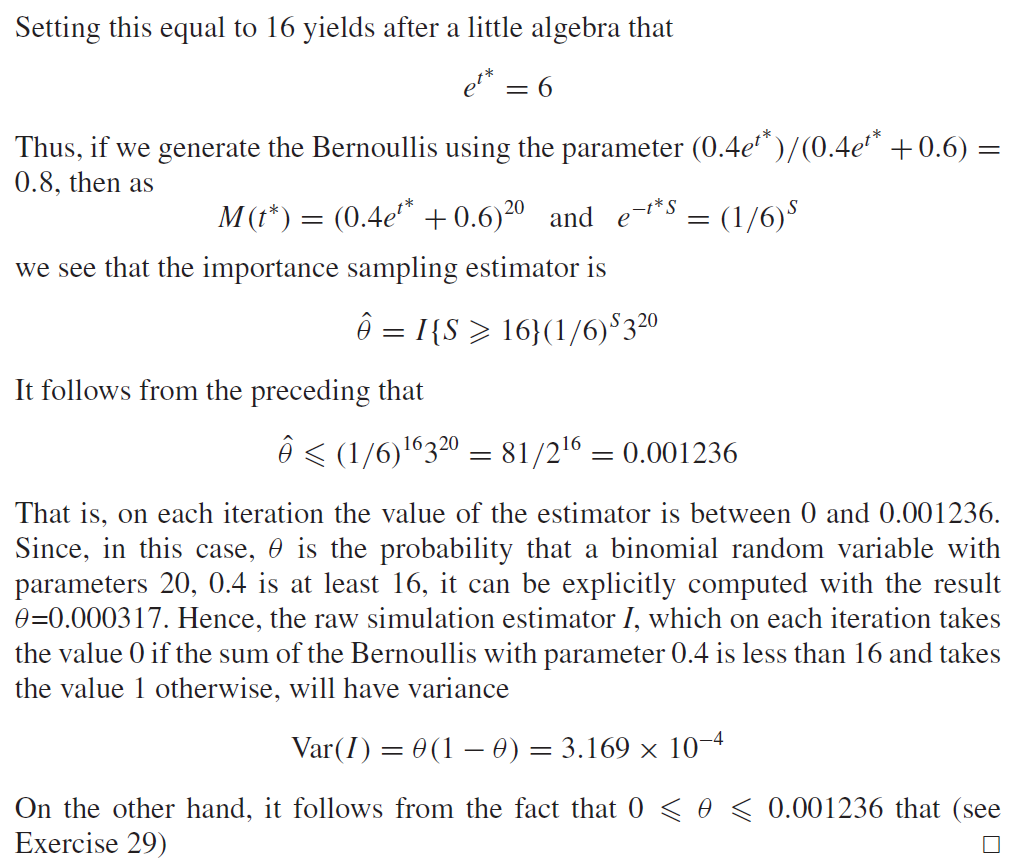 Setting this equal to 16 yields after a little algebra that
e^{t*} = 6
Thus, if we generate the Bernoullis using the parameter (0.4e^{t*})/(0.4e^{t*} + 0.6) =
0.8, then as
M(t*) = (0.4e^{t*} + 0.6)^{20} and e^{-t*S} = (1/6)^S
we see that the importance sampling estimator is
θ̂ = I{S ⩾ 16}(1/6)^S 3^{20}
It follows from the preceding that
θ̂ ⩽ (1/6)^{16}3^{20} = 81/2^{16} = 0.001236
That is, on each iteration the value of the estimator is between 0 and 0.001236.
Since, in this case, θ is the probability that a binomial random variable with
parameters 20, 0.4 is at least 16, it can be explicitly computed with the result
θ=0.000317. Hence, the raw simulation estimator I, which on each iteration takes
the value 0 if the sum of the Bernoullis with parameter 0.4 is less than 16 and takes
the value 1 otherwise, will have variance
Var(I) = θ(1 − θ) = 3.169 × 10^{−4}
On the other hand, it follows from the fact that 0 ⩽ θ ⩽ 0.001236 that (see
Exercise 29) □